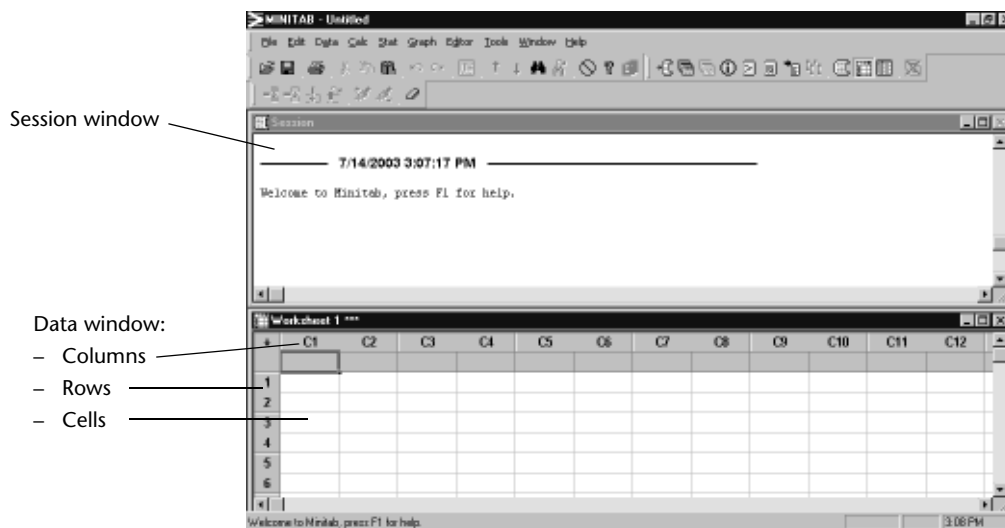 MINITAB - Untitled
File Edit Data Calc Stat Graph Editor Tools Window Help
Session window
Session
7/14/2003 3:07:17 PM
Welcome to Minitab, press F1 for help.
Data window:
– Columns
– Rows
– Cells
Worksheet 1 ***
C1 C2 C3 C4 C5 C6 C7 C8 C9 C10 C11 C12
1
2
3
4
5
6
Welcome to Minitab, press F1 for help.
3:08 PM